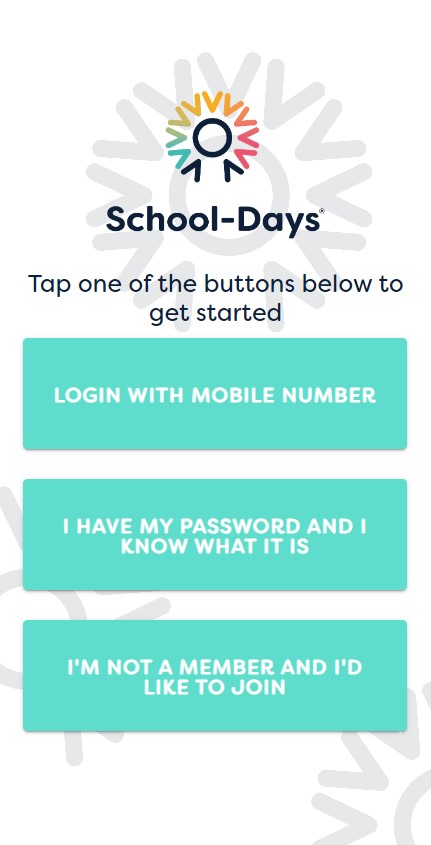 School-Days®
Tap one of the buttons below to
get started
LOGIN WITH MOBILE NUMBER
I HAVE MY PASSWORD AND I
KNOW WHAT IT IS
I'M NOT A MEMBER AND I'D
LIKE TO JOIN